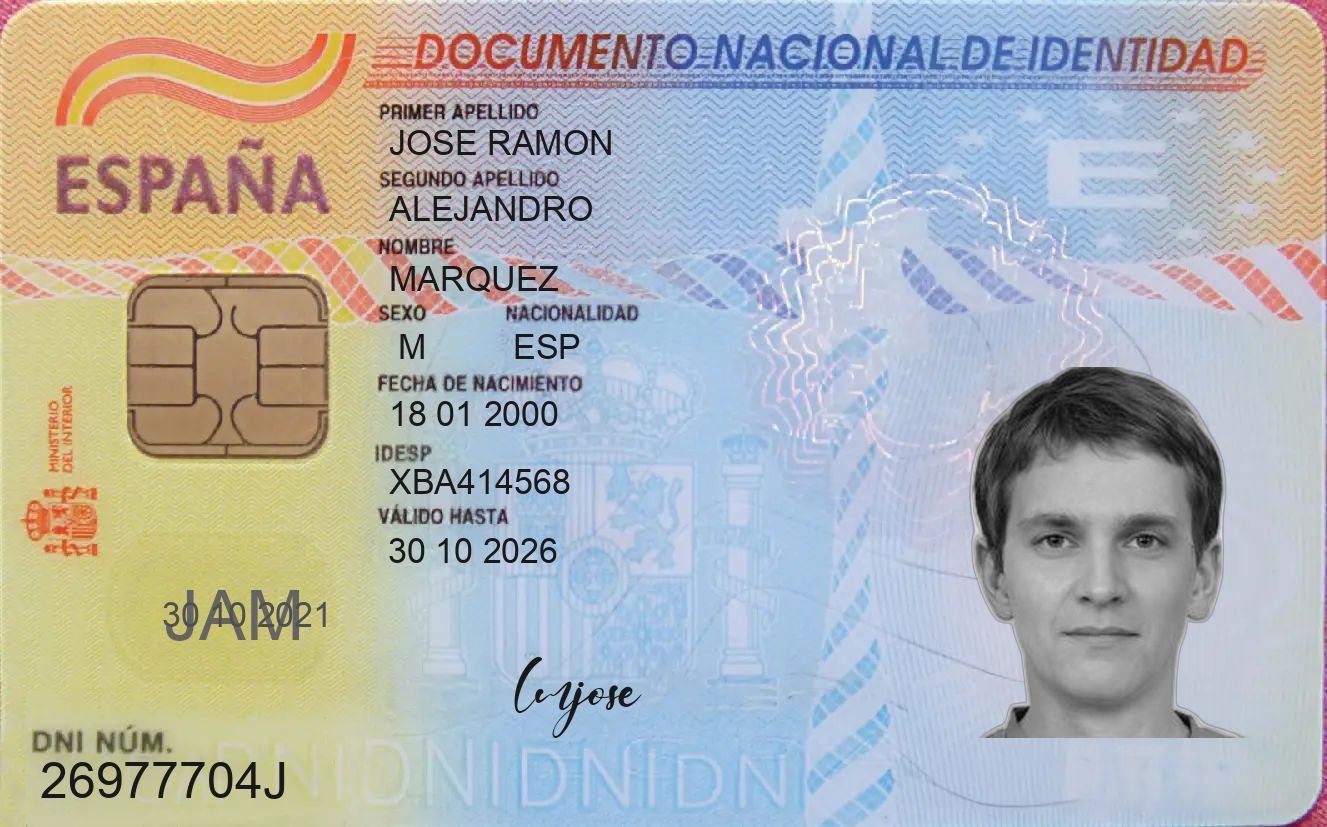 DOCUMENTO NACIONAL DE IDENTIDAD
ESPAÑA
PRIMER APELLIDO
JOSE RAMON
SEGUNDO APELLIDO
ALEJANDRO
NOMBRE
MARQUEZ
SEXO NACIONALIDAD
M ESP
FECHA DE NACIMIENTO
18 01 2000
IDESP
XBA414568
VÁLIDO HASTA
30 10 2026
MINISTERIO
DEL INTERIOR
E
JAM
30 10 2021
Lmjose
DNI NÚM.
26977704J
DNIDNIDNIDNIDN